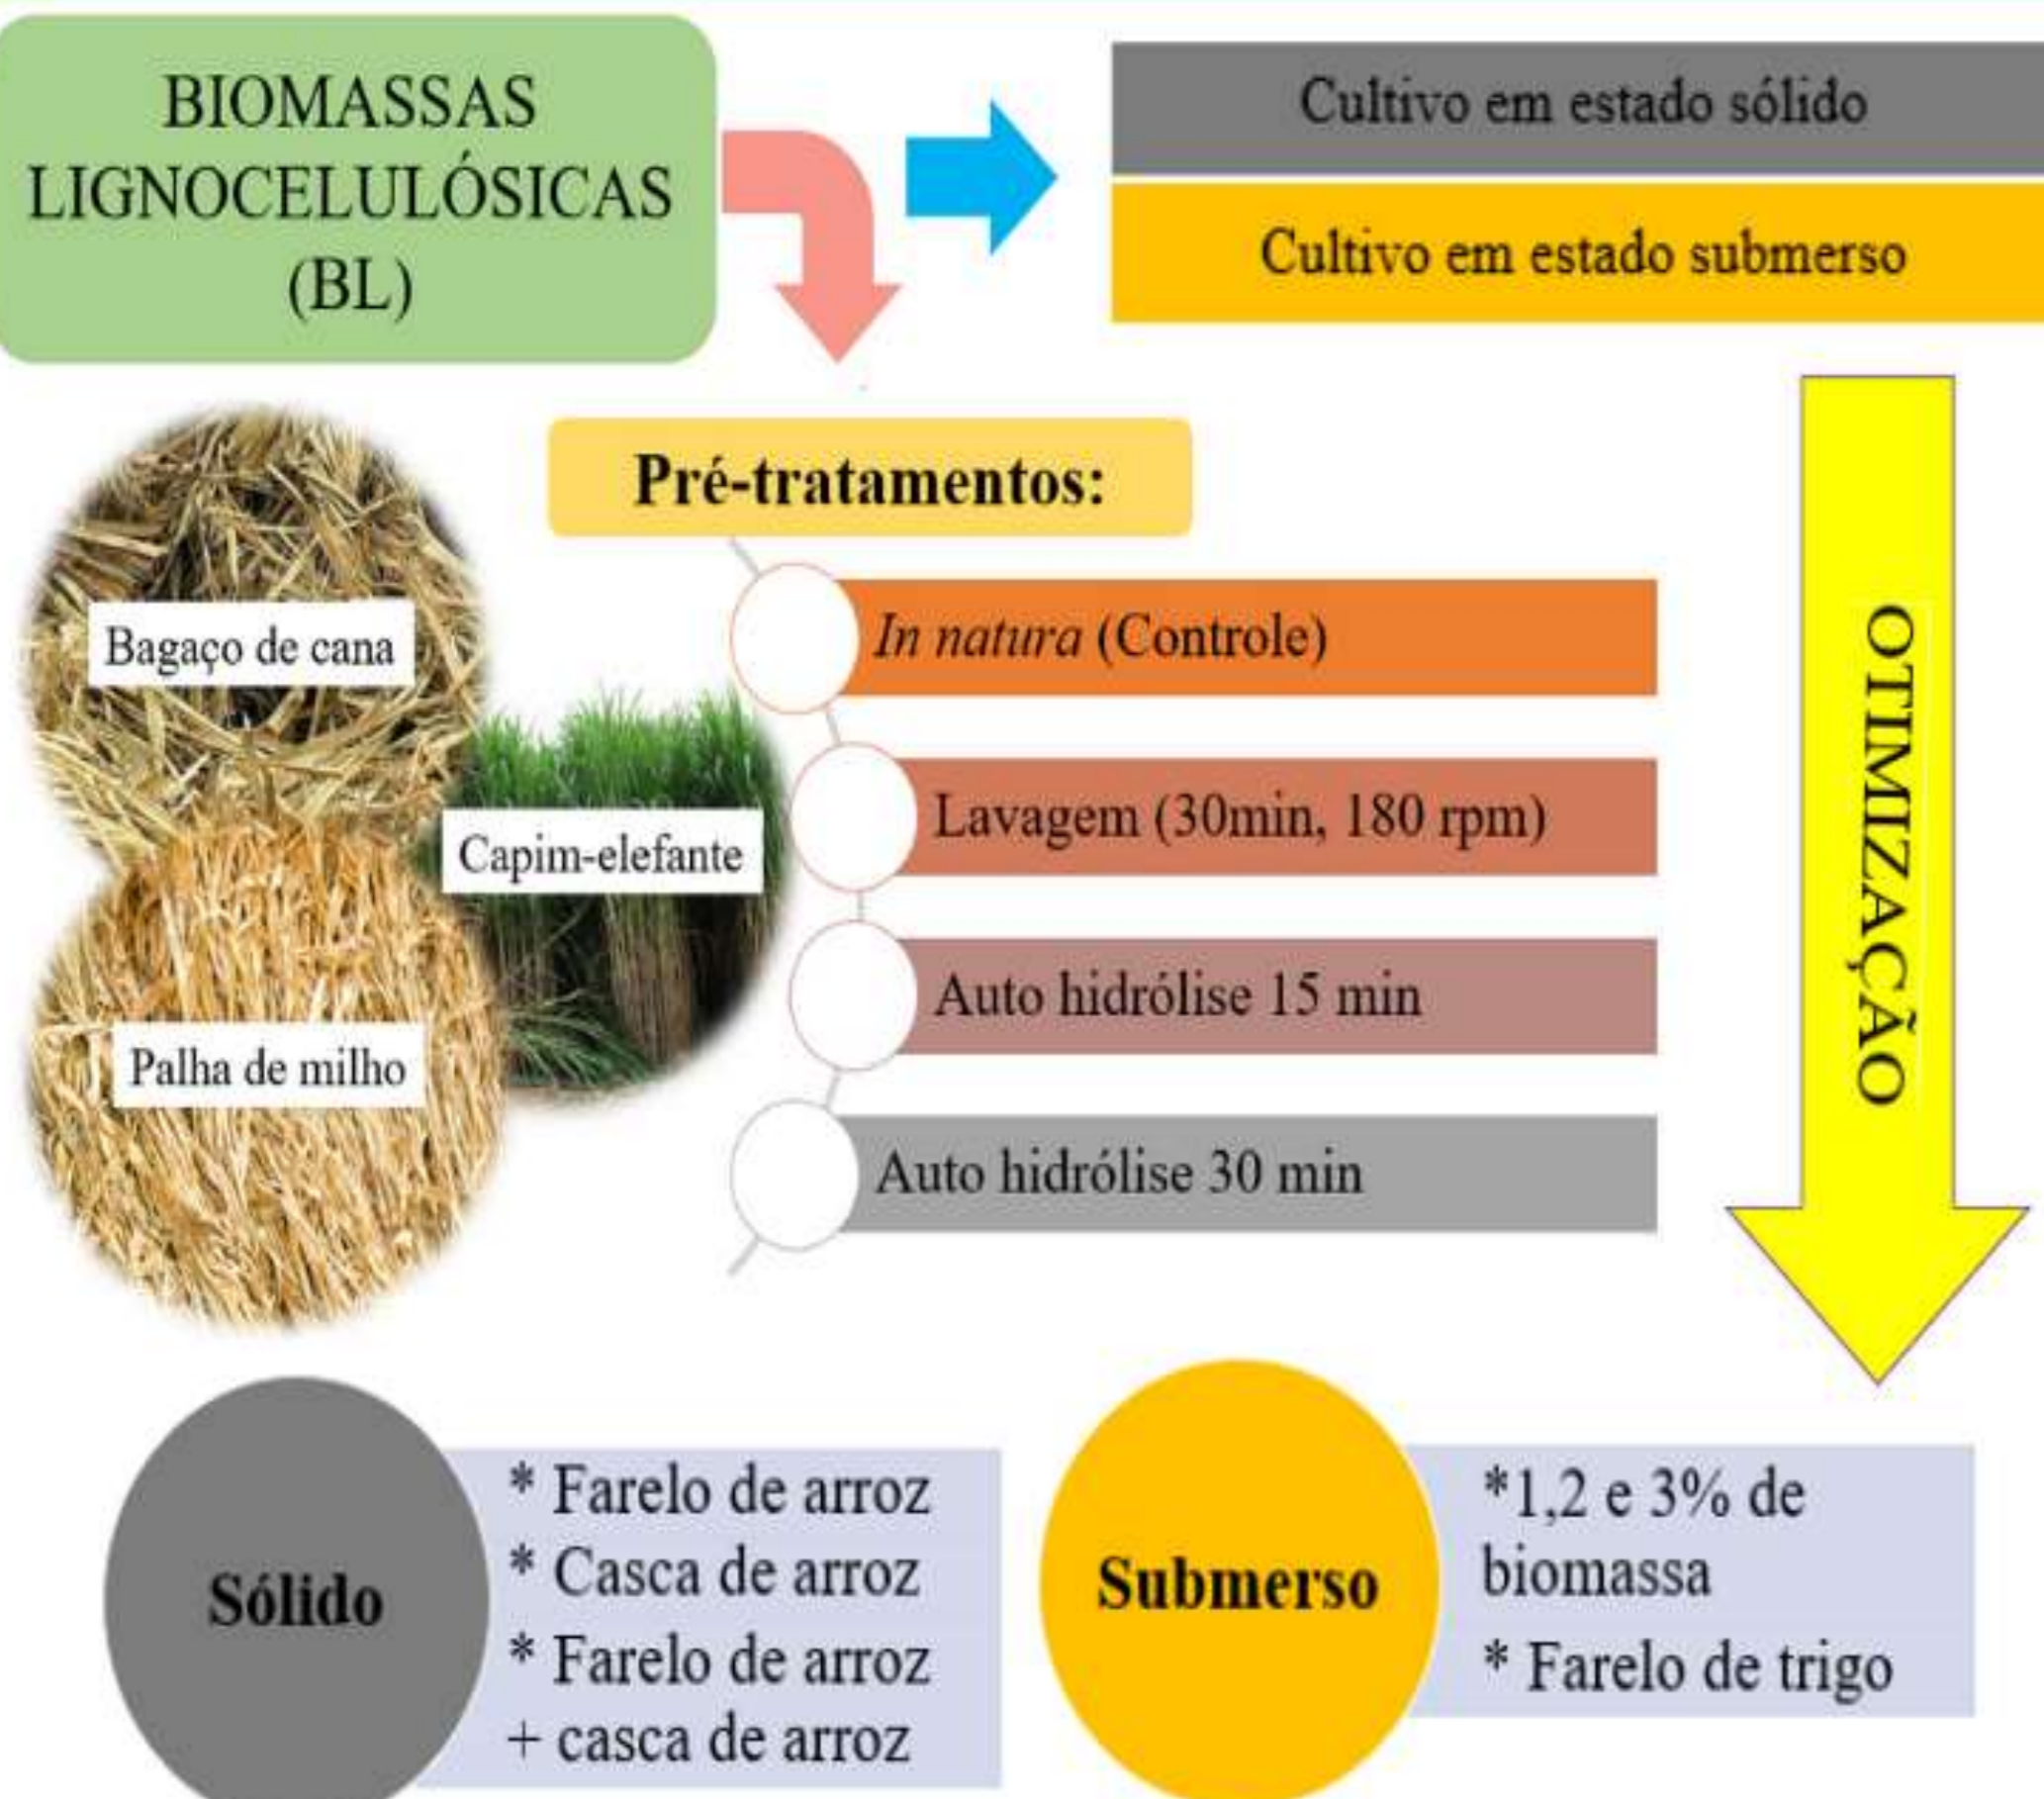 BIOMASSAS
LIGNOCELULÓSICAS
(BL)
Cultivo em estado sólido
Cultivo em estado submerso
Pré-tratamentos:
In natura (Controle)
Lavagem (30min, 180 rpm)
Auto hidrólise 15 min
Auto hidrólise 30 min
Bagaço de cana
Capim-elefante
Palha de milho
OTIMIZAÇÃO
Sólido
* Farelo de arroz
* Casca de arroz
* Farelo de arroz
+ casca de arroz
Submerso
*1,2 e 3% de
biomassa
* Farelo de trigo